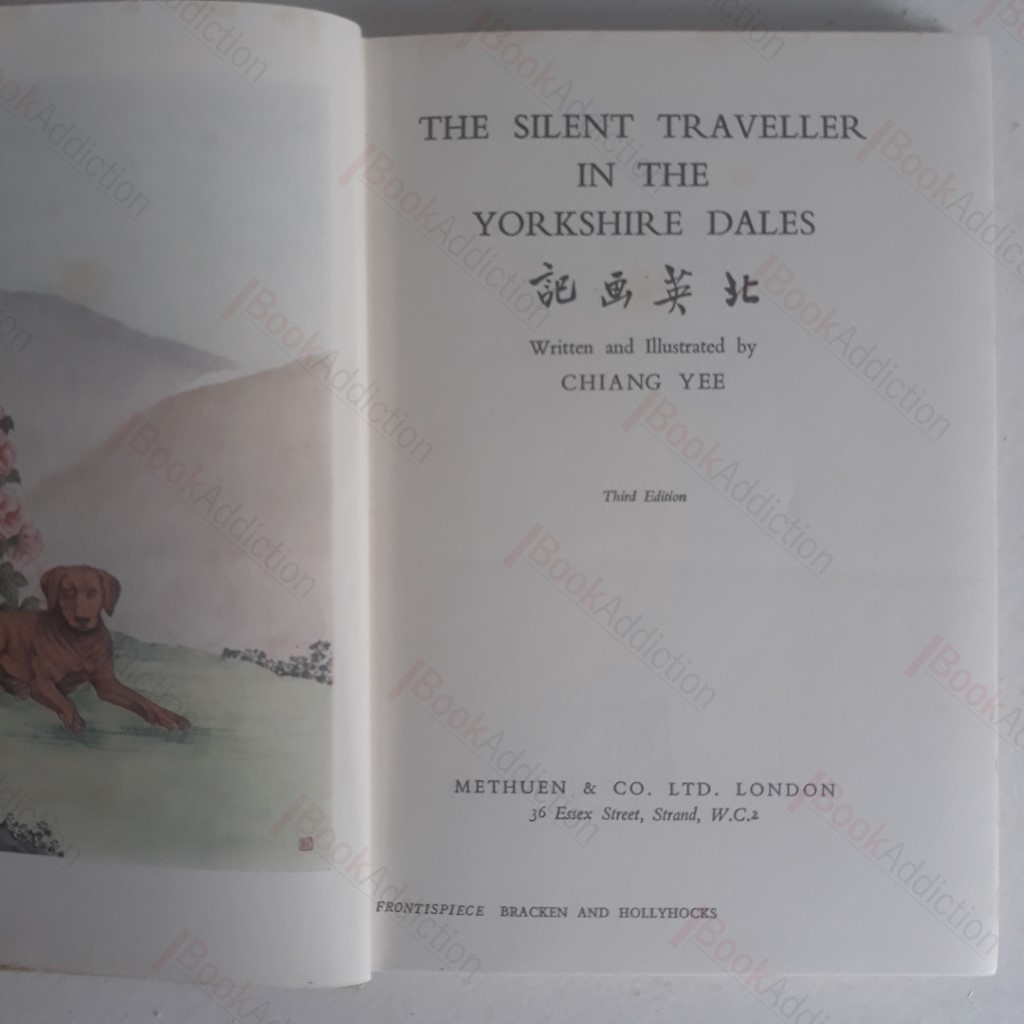 THE SILENT TRAVELLER
IN THE
YORKSHIRE DALES
記画英北
Written and Illustrated by
CHIANG YEE
Third Edition
METHUEN & CO. LTD. LONDON
36 Essex Street, Strand, W.C.2
FRONTISPIECE BRACKEN AND HOLLYHOCKS
BookAddiction